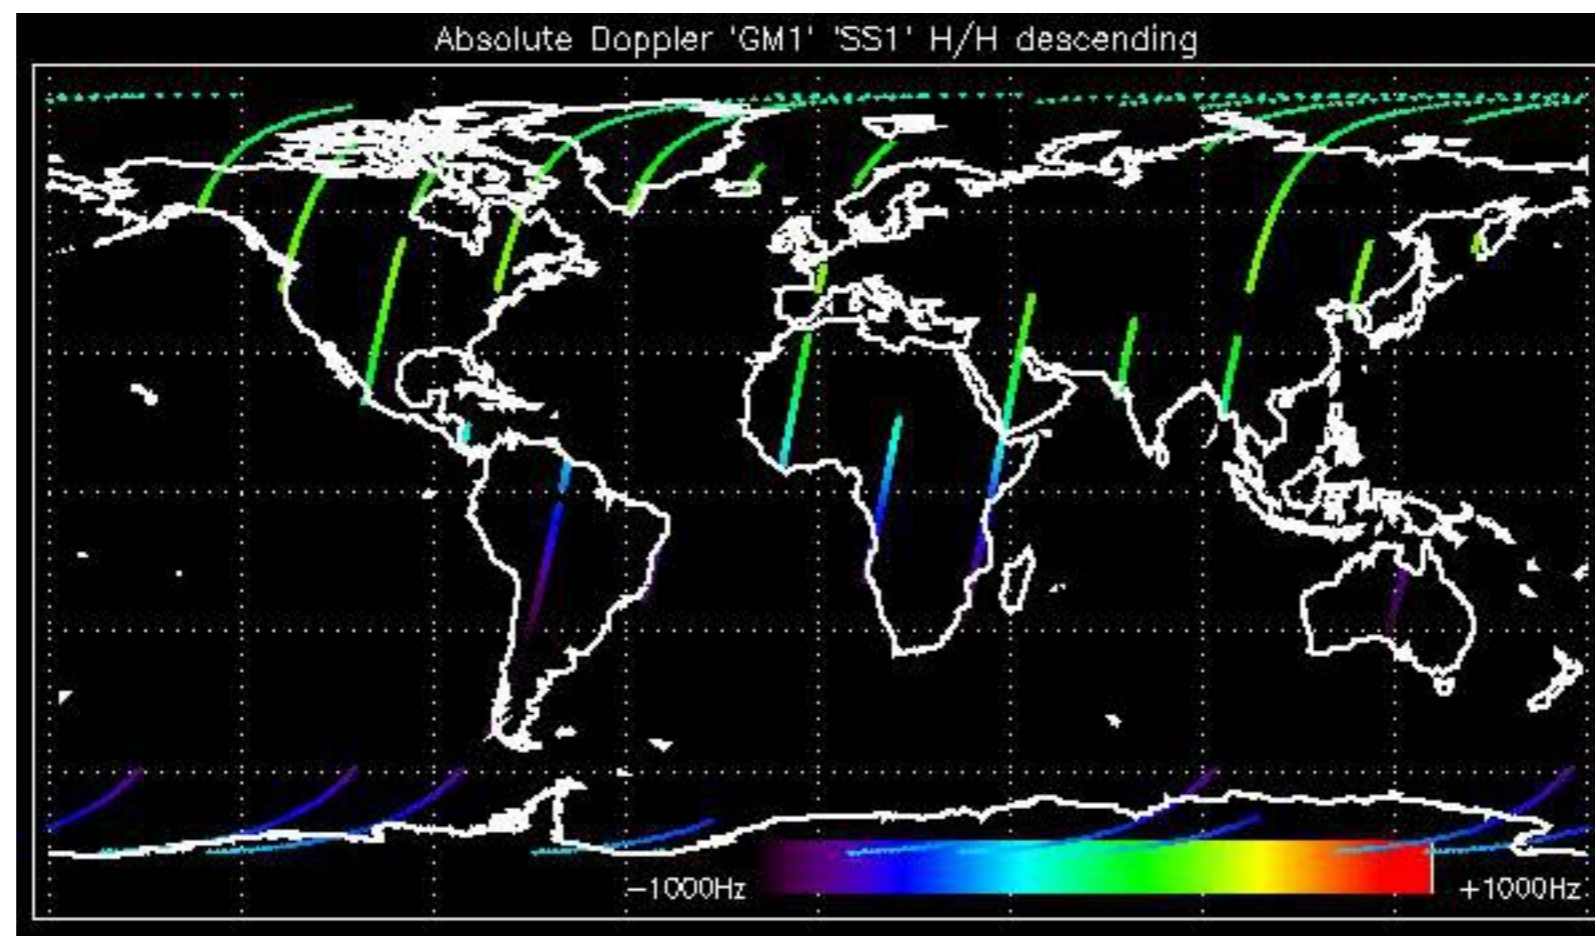 Absolute Doppler 'GM1' 'SS1' H/H descending
-1000Hz +1000Hz